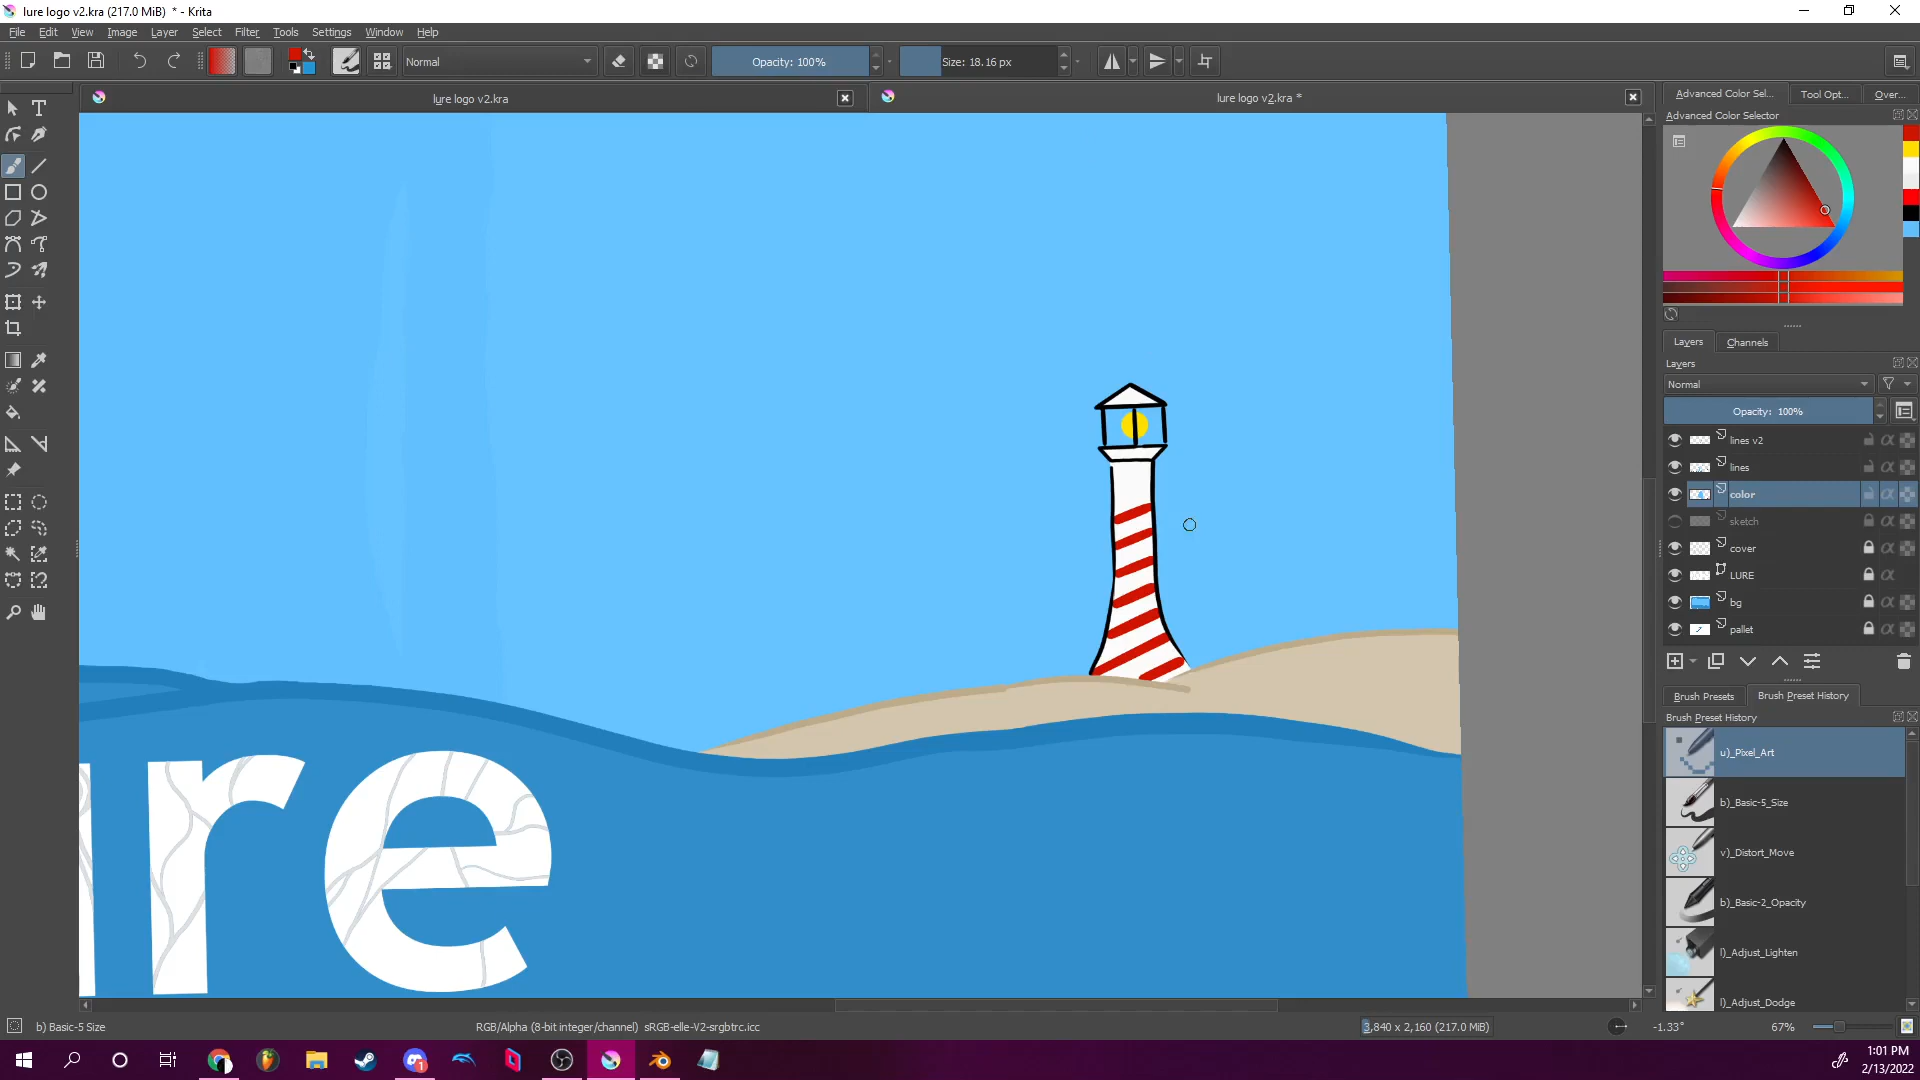 lure logo v2.kra (217.0 MiB)  * - Krita
File Edit View Image Layer Select Filter Tools Settings Window Help
Normal
Opacity: 100%
Size: 18.16 px
lure logo v2.kra
lure logo v2.kra *
Advanced Color Sel...
Tool Opt...
Over...
Advanced Color Selector
Layers
Channels
Layers
Normal
Opacity: 100%
lines v2
lines
color
sketch
cover
LURE
bg
pallet
Brush Presets
Brush Preset History
Brush Preset History
u)_Pixel_Art
b)_Basic-5_Size
v)_Distort_Move
b)_Basic-2_Opacity
l)_Adjust_Lighten
l)_Adjust_Dodge
re
b) Basic-5 Size
RGB/Alpha (8-bit integer/channel)  sRGB-elle-V2-srgbtrc.icc
3,840 x 2,160 (217.0 MiB)
-1.33°
67%
1
1:01 PM
2/13/2022